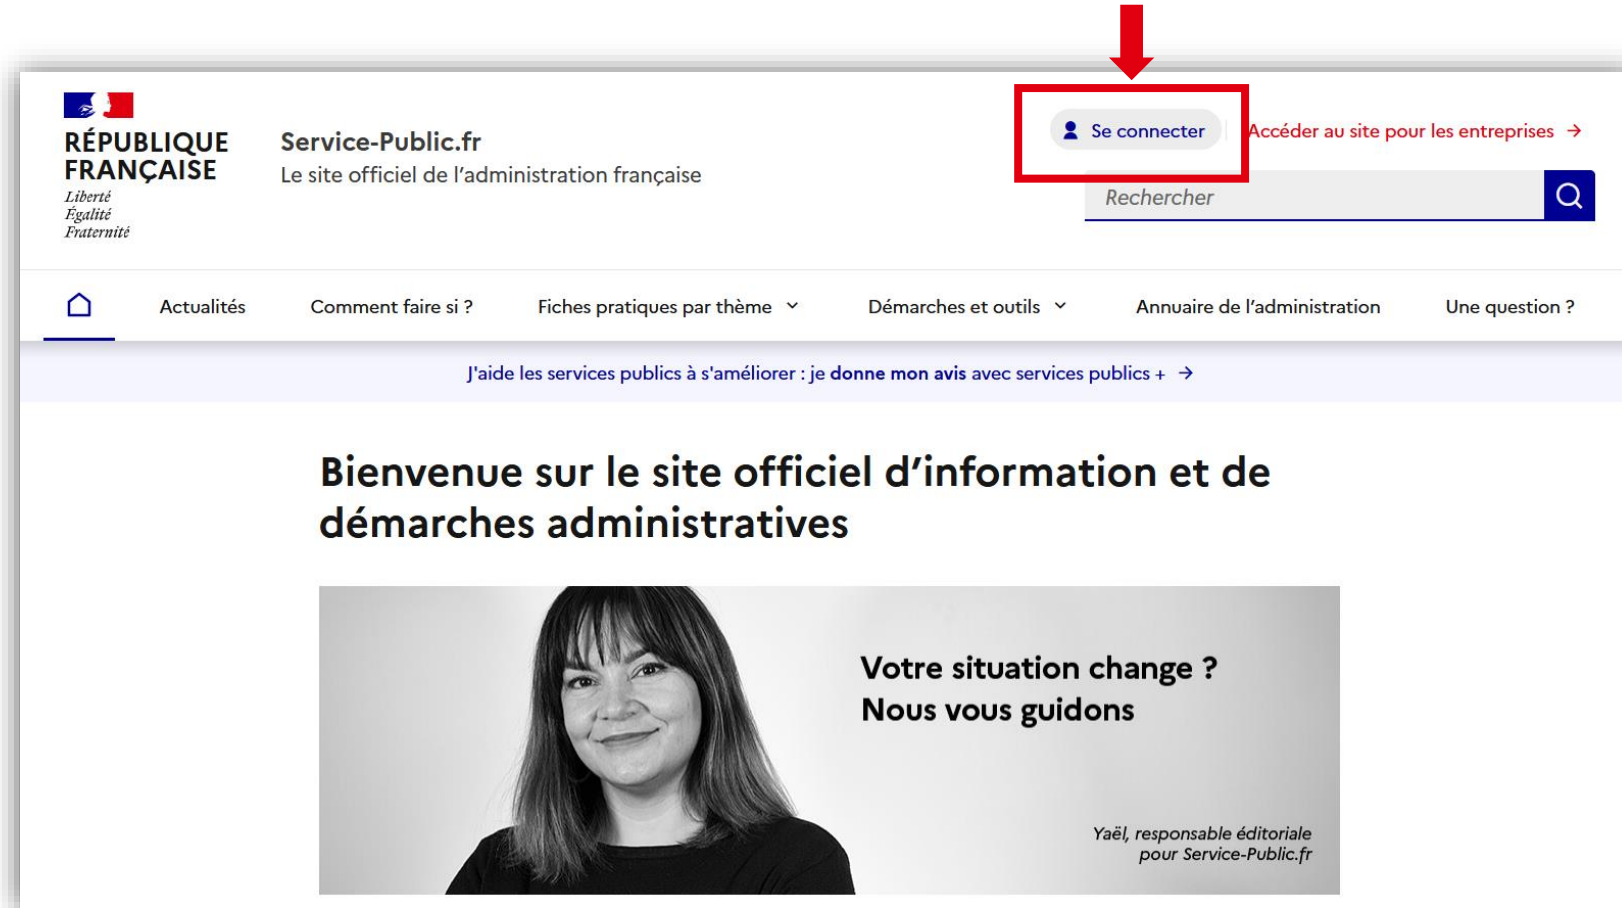 RÉPUBLIQUE
FRANÇAISE
Liberté
Égalité
Fraternité
Service-Public.fr
Le site officiel de l’administration française
Se connecter
Accéder au site pour les entreprises →
Rechercher
Actualités
Comment faire si ?
Fiches pratiques par thème
Démarches et outils
Annuaire de l’administration
Une question ?
J'aide les services publics à s'améliorer : je donne mon avis avec services publics + →
Bienvenue sur le site officiel d’information et de
démarches administratives
Votre situation change ?
Nous vous guidons
Yaël, responsable éditoriale
pour Service-Public.fr